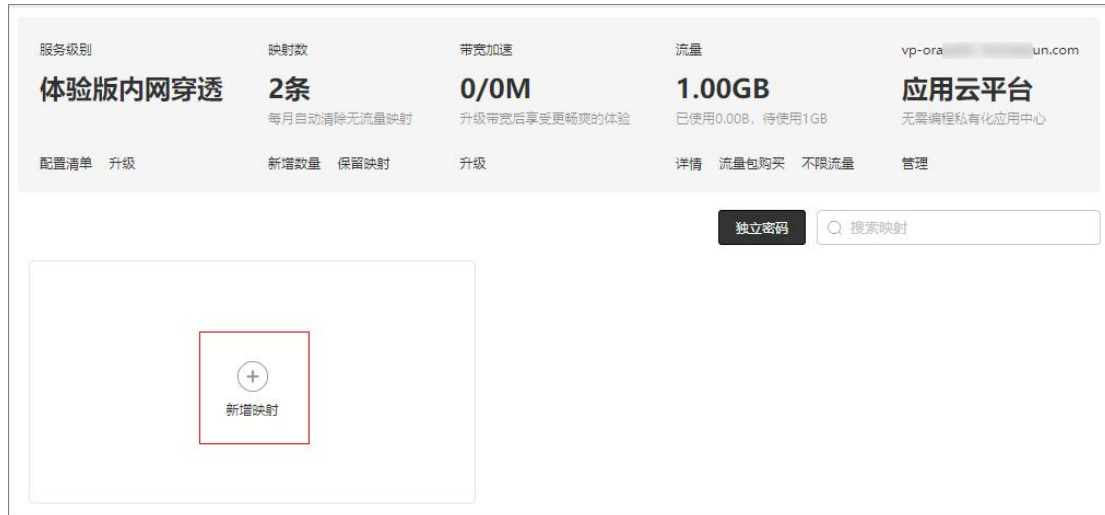 服务级别
体验版内网穿透
配置清单 升级
映射数
2条
每月自动清除无流量映射
新增数量 保留映射
带宽加速
0/0M
升级带宽后享受更畅爽的体验
升级
流量
1.00GB
已使用0.00B，待使用1GB
详情 流量包购买 不限流量
vp-ora un.com
应用云平台
无需编程私有化应用中心
管理
独立密码
搜索映射
新增映射